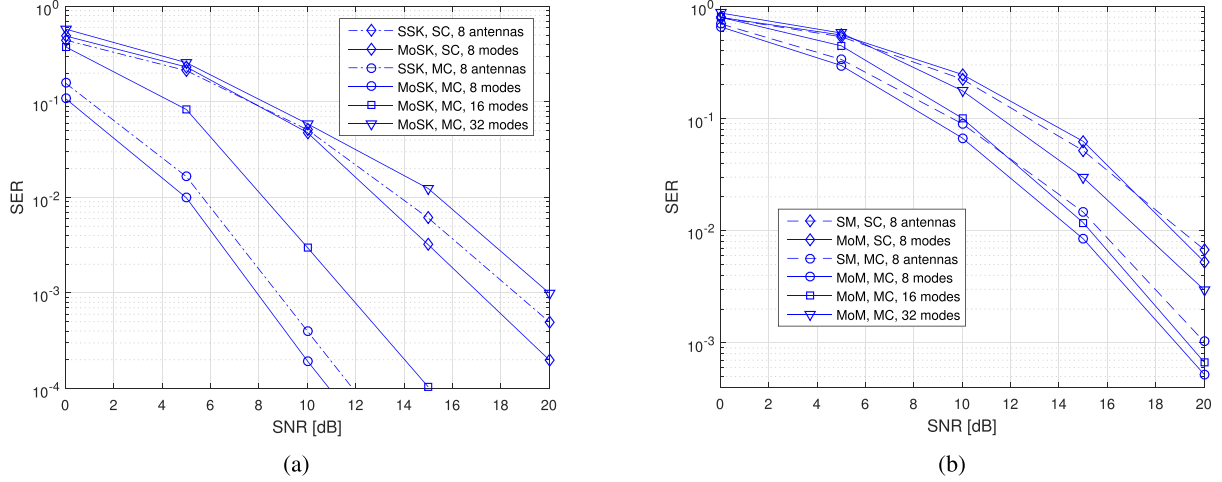 10^0
10^-1
10^-2
10^-3
10^-4
SER
0 2 4 6 8 10 12 14 16 18 20
SNR [dB]
SSK, SC, 8 antennas
MoSK, SC, 8 modes
SSK, MC, 8 antennas
MoSK, MC, 8 modes
MoSK, MC, 16 modes
MoSK, MC, 32 modes
(a)
10^0
10^-1
10^-2
10^-3
SER
0 2 4 6 8 10 12 14 16 18 20
SNR [dB]
SM, SC, 8 antennas
MoM, SC, 8 modes
SM, MC, 8 antennas
MoM, MC, 8 modes
MoM, MC, 16 modes
MoM, MC, 32 modes
(b)